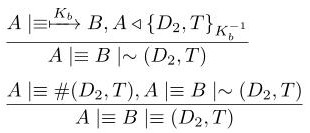 A |≡ ⟼^{K_b} B, A ◁ {D_2, T}_{K_b^{-1}}
A |≡ B |∼ (D_2, T)
A |≡ #(D_2, T), A |≡ B |∼ (D_2, T)
A |≡ B |≡ (D_2, T)